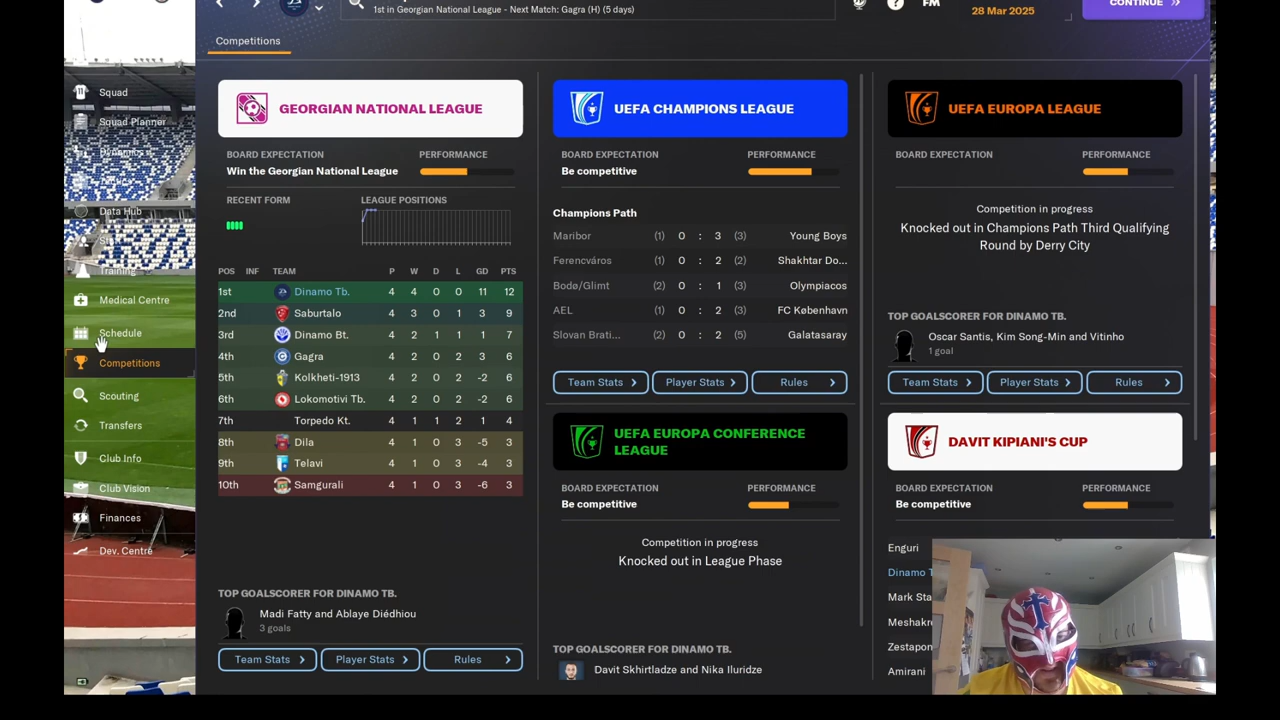 1st in Georgian National League - Next Match: Gagra (H) (5 days)
FM
28 Mar 2025
CONTINUE
Competitions
Squad
Squad Planner
Dynamics
Data Hub
Training
Medical Centre
Schedule
Competitions
Scouting
Transfers
Club Info
Club Vision
Finances
Dev. Centre
GEORGIAN NATIONAL LEAGUE
BOARD EXPECTATION PERFORMANCE
Win the Georgian National League
RECENT FORM LEAGUE POSITIONS
POS INF TEAM P W D L GD PTS
1st Dinamo Tb. 4 4 0 0 11 12
2nd Saburtalo 4 3 0 1 3 9
3rd Dinamo Bt. 4 2 1 1 1 7
4th Gagra 4 2 0 2 3 6
5th Kolkheti-1913 4 2 0 2 -2 6
6th Lokomotivi Tb. 4 2 0 2 -2 6
7th Torpedo Kt. 4 1 1 2 1 4
8th Dila 4 1 0 3 -5 3
9th Telavi 4 1 0 3 -4 3
10th Samgurali 4 1 0 3 -6 3
TOP GOALSCORER FOR DINAMO TB.
Madi Fatty and Ablaye Diédhiou
3 goals
Team Stats Player Stats Rules
UEFA CHAMPIONS LEAGUE
BOARD EXPECTATION PERFORMANCE
Be competitive
Champions Path
Maribor (1) 0 : 3 (3) Young Boys
Ferencváros (1) 0 : 2 (2) Shakhtar Do...
Bodø/Glimt (2) 0 : 1 (3) Olympiacos
AEL (1) 0 : 2 (3) FC København
Slovan Brati... (2) 0 : 2 (5) Galatasaray
Team Stats Player Stats Rules
UEFA EUROPA CONFERENCE
LEAGUE
BOARD EXPECTATION PERFORMANCE
Be competitive
Competition in progress
Knocked out in League Phase
TOP GOALSCORER FOR DINAMO TB.
Davit Skhirtladze and Nika Iluridze
UEFA EUROPA LEAGUE
BOARD EXPECTATION PERFORMANCE
Competition in progress
Knocked out in Champions Path Third Qualifying
Round by Derry City
TOP GOALSCORER FOR DINAMO TB.
Oscar Santis, Kim Song-Min and Vitinho
1 goal
Team Stats Player Stats Rules
DAVIT KIPIANI'S CUP
BOARD EXPECTATION PERFORMANCE
Be competitive
Enguri
Dinamo T
Mark Sta
Meshakr
Zestapon
Amirani